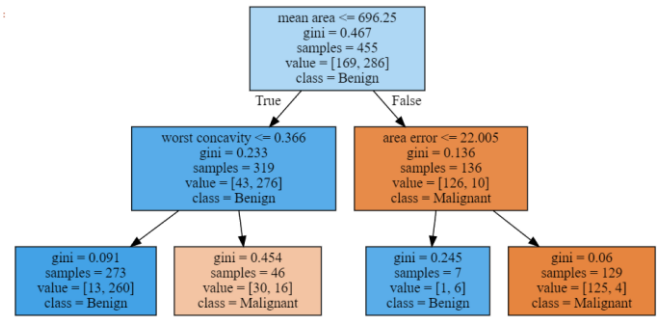 mean area <= 696.25
gini = 0.467
samples = 455
value = [169, 286]
class = Benign
True
False
worst concavity <= 0.366
gini = 0.233
samples = 319
value = [43, 276]
class = Benign
area error <= 22.005
gini = 0.136
samples = 136
value = [126, 10]
class = Malignant
gini = 0.091
samples = 273
value = [13, 260]
class = Benign
gini = 0.454
samples = 46
value = [30, 16]
class = Malignant
gini = 0.245
samples = 7
value = [1, 6]
class = Benign
gini = 0.06
samples = 129
value = [125, 4]
class = Malignant